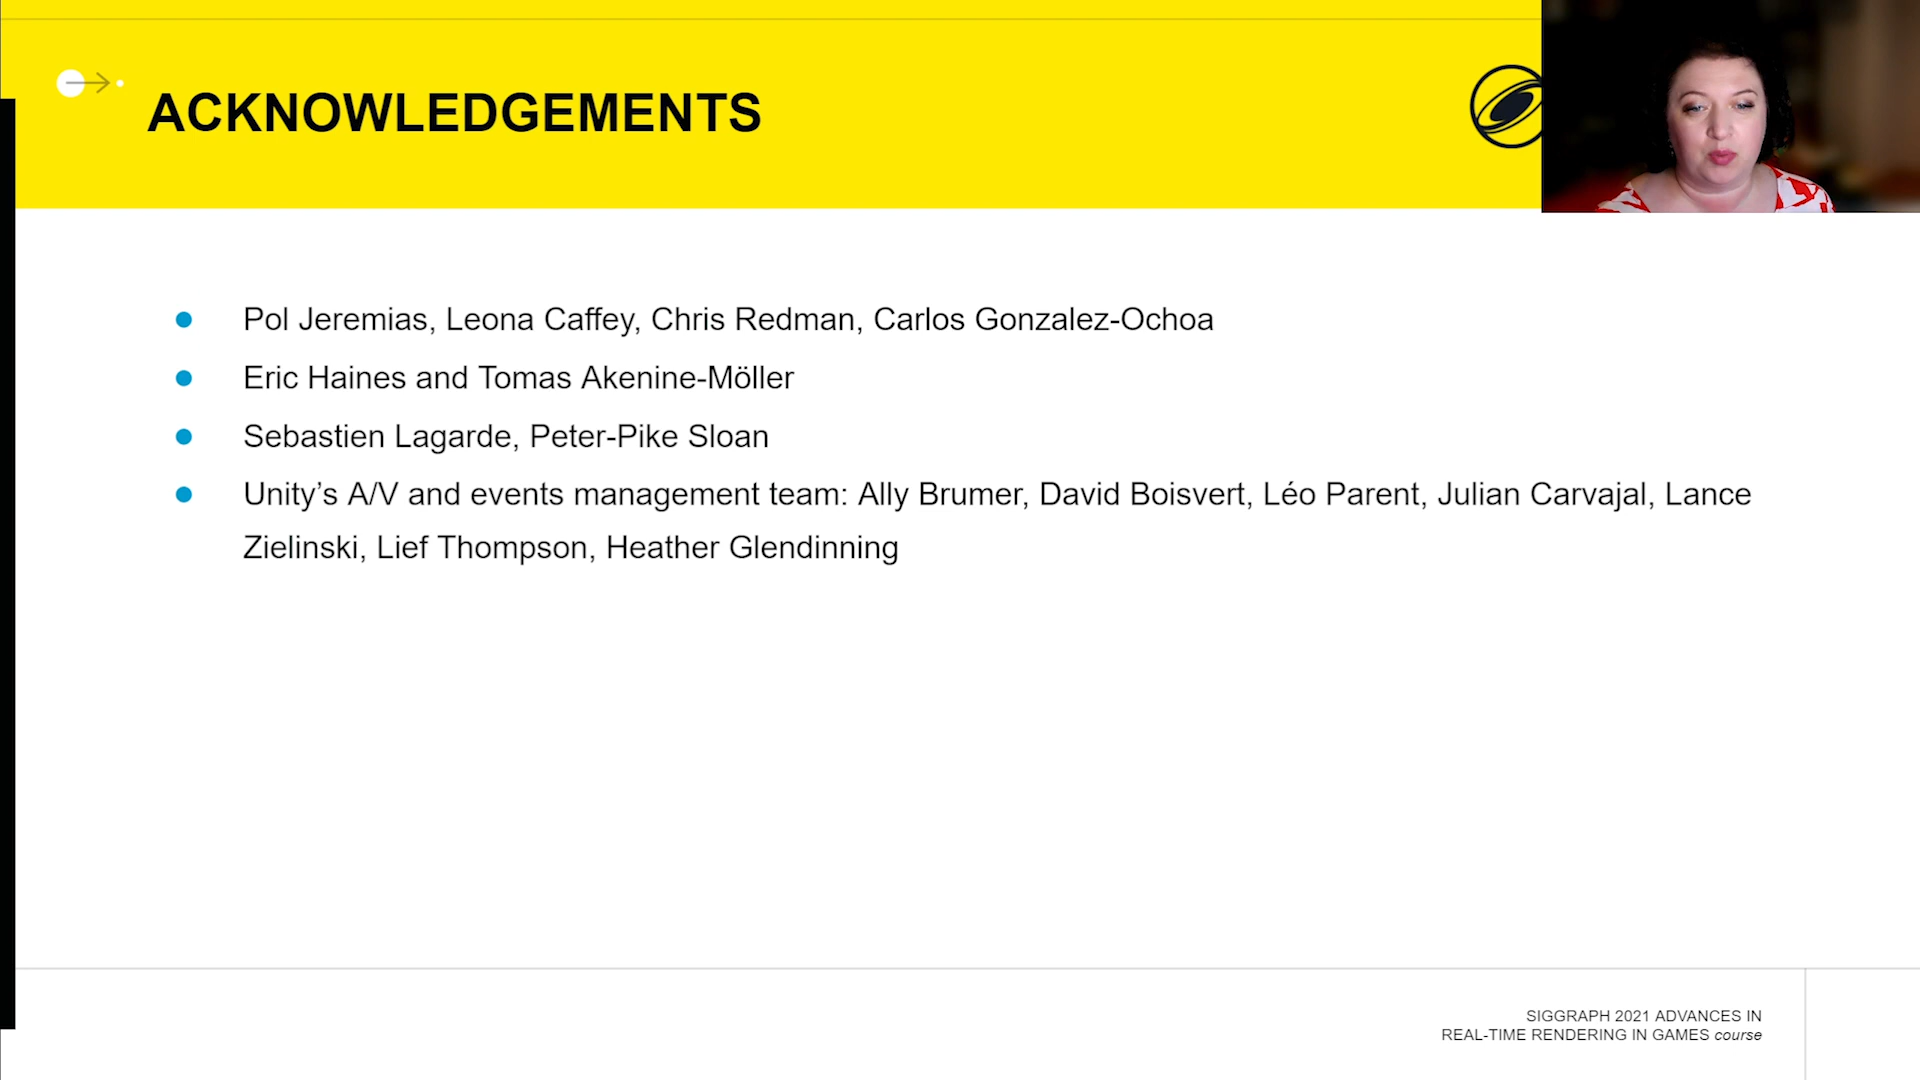 ACKNOWLEDGEMENTS
Pol Jeremias, Leona Caffey, Chris Redman, Carlos Gonzalez-Ochoa
Eric Haines and Tomas Akenine-Möller
Sebastien Lagarde, Peter-Pike Sloan
Unity’s A/V and events management team: Ally Brumer, David Boisvert, Léo Parent, Julian Carvajal, Lance
Zielinski, Lief Thompson, Heather Glendinning
SIGGRAPH 2021 ADVANCES IN
REAL-TIME RENDERING IN GAMES course